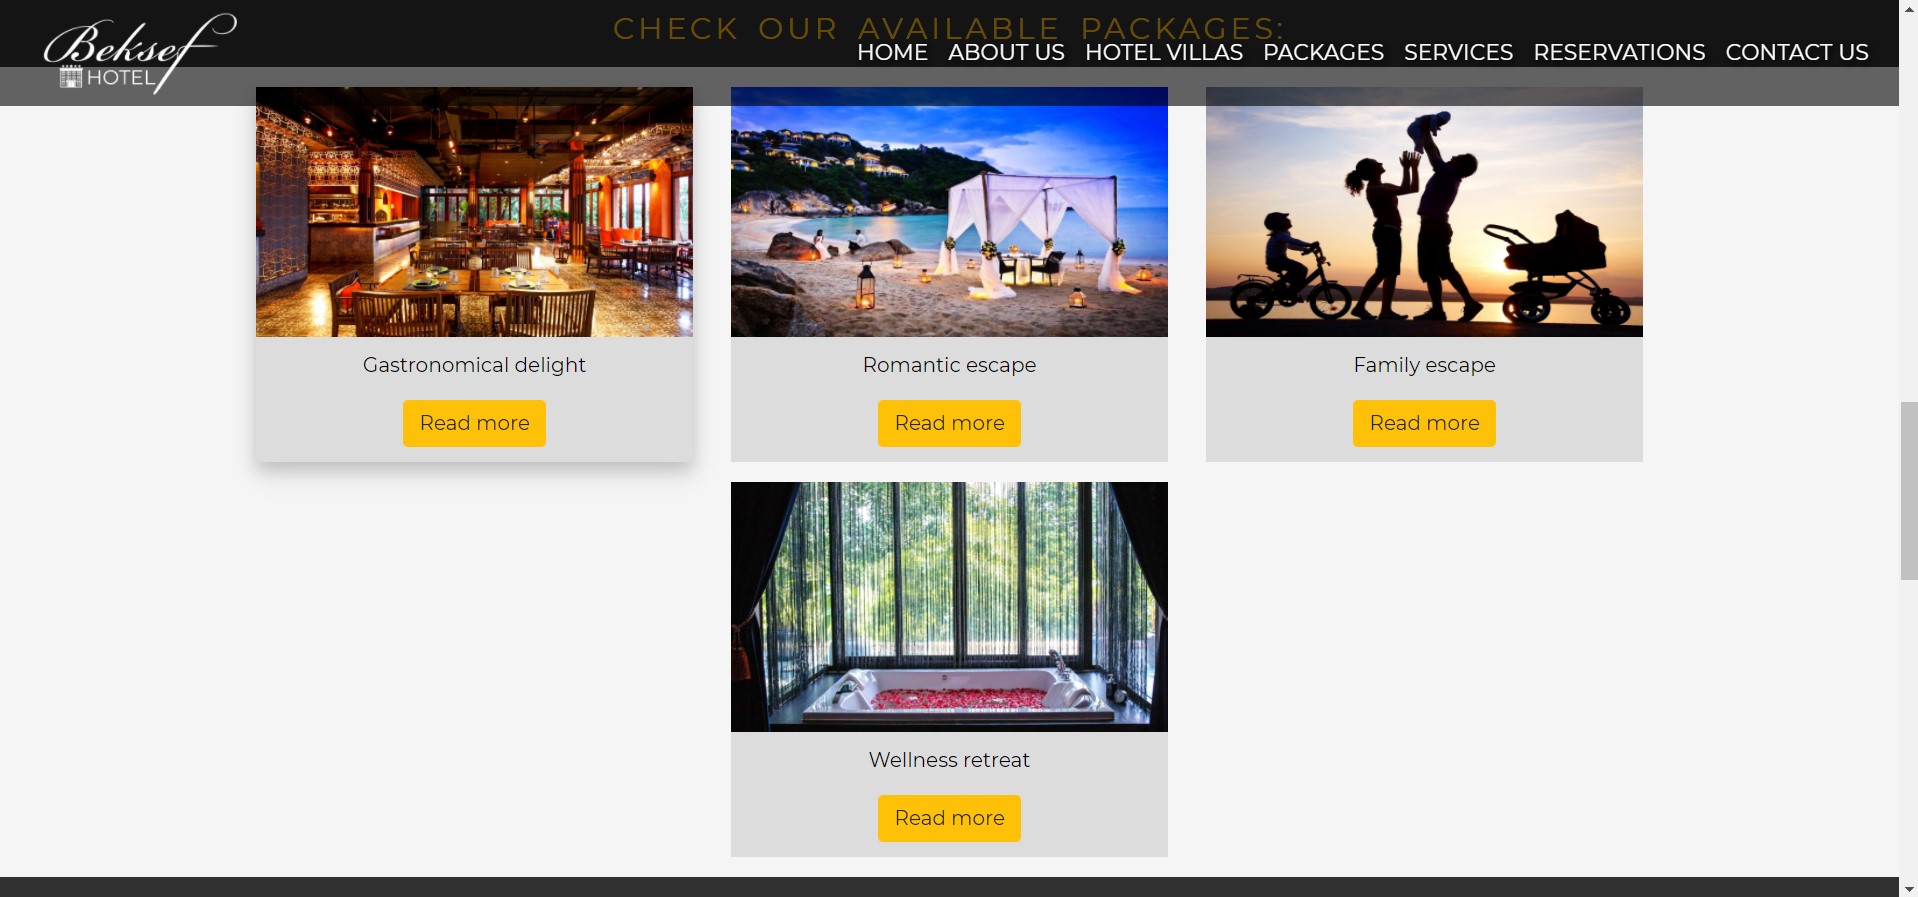 CHECK OUR AVAILABLE PACKAGES:
Beksef
HOTEL
HOME ABOUT US HOTEL VILLAS PACKAGES SERVICES RESERVATIONS CONTACT US
Gastronomical delight
Read more
Romantic escape
Read more
Family escape
Read more
Wellness retreat
Read more